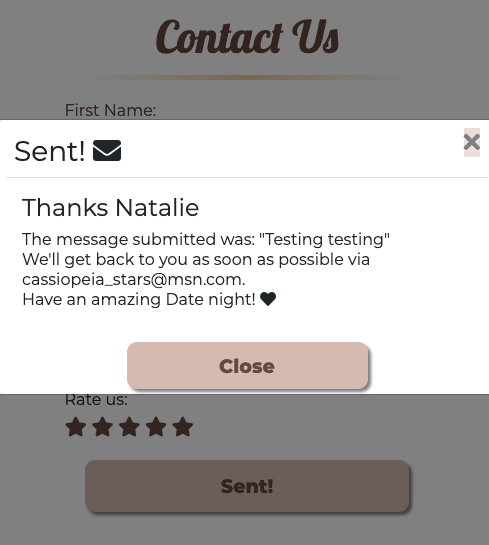 Contact Us
First Name:
Sent!
Thanks Natalie
The message submitted was: "Testing testing"
We'll get back to you as soon as possible via
cassiopeia_stars@msn.com.
Have an amazing Date night!
Close
Rate us:
Sent!